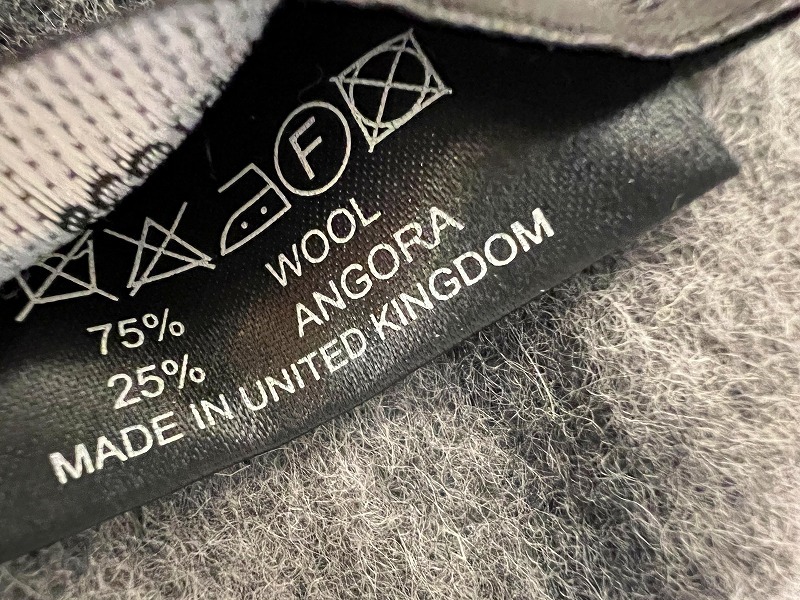 F
75% WOOL
25% ANGORA
MADE IN UNITED KINGDOM